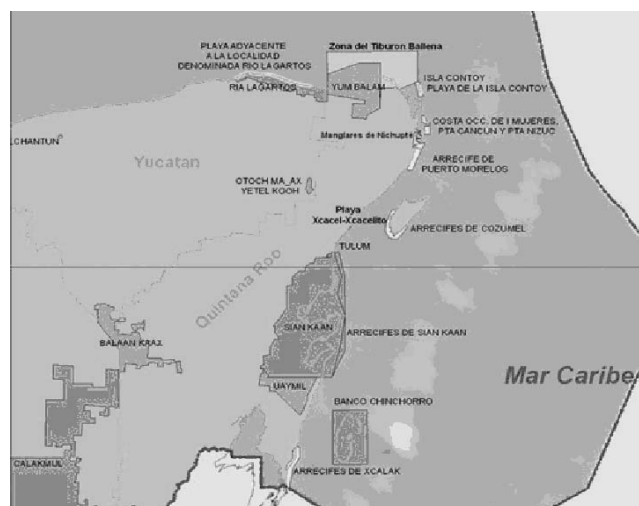 PLAYA ADYACENTE
A LA LOCALIDAD
DENOMINADA RIO LAGARTOS
Zona del Tiburon Ballena
RIA LAGARTOS
YUM BALAM
ISLA CONTOY
PLAYA DE LA ISLA CONTOY
COSTA OCC. DE I MUJERES,
PTA CANCUN Y PTA NIZUC
Manglares de Nichupte
LCHANTUN
Yucatan
ARRECIFE DE
PUERTO MORELOS
OTOCH MA_AX
YETEL KOOH
Playa
Xcacel-Xcacelito
ARRECIFES DE COZUMEL
TULUM
Quintana Roo
SIAN KAAN
ARRECIFES DE SIAN KAAN
BALAAN KAAX
UAYMIL
Mar Caribe
BANCO CHINCHORRO
CALAKMUL
ARRECIFES DE XCALAK